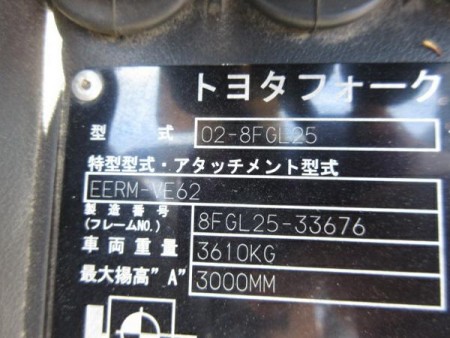 トヨタフォーク
型式 02-8FGL25
特型型式・アタッチメント型式
EERM-VE62
製造番号
(フレームNO.) 8FGL25-33676
車両重量 3610KG
最大揚高"A" 3000MM